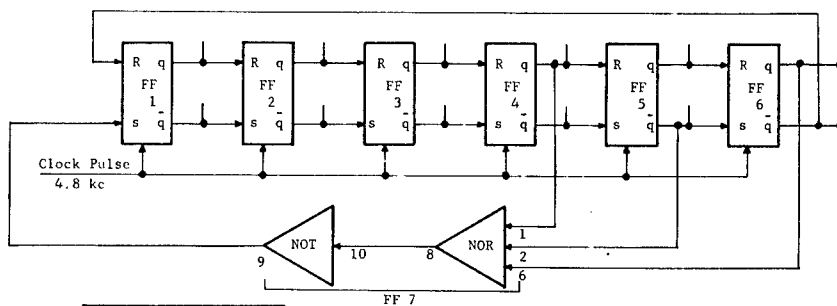 R q
FF
1
s q̄
R q
FF
2
s q̄
R q
FF
3
s q̄
R q
FF
4
s q̄
R q
FF
5
s q̄
R q
FF
6
s q̄
Clock Pulse
4.8 kc
NOT
NOR
9
10
8
1
2
6
FF 7